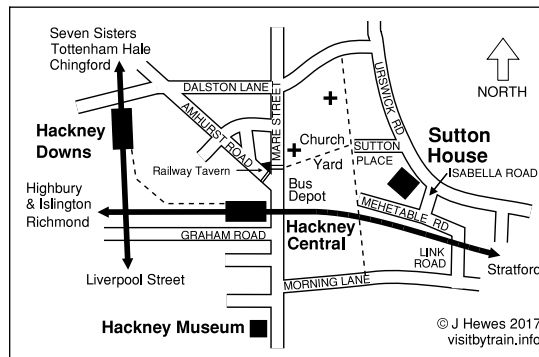 Seven Sisters
Tottenham Hale
Chingford
DALSTON LANE
AMHURST ROAD
MARE STREET
URSWICK RD
NORTH
Hackney
Downs
Church
Yard
SUTTON
PLACE
Sutton
House
ISABELLA ROAD
Railway Tavern
Bus
Depot
Highbury
& Islington
Richmond
MEHETABLE RD
GRAHAM ROAD
Hackney
Central
LINK
ROAD
Stratford
Liverpool Street
MORNING LANE
Hackney Museum
© J Hewes 2017
visitbytrain.info